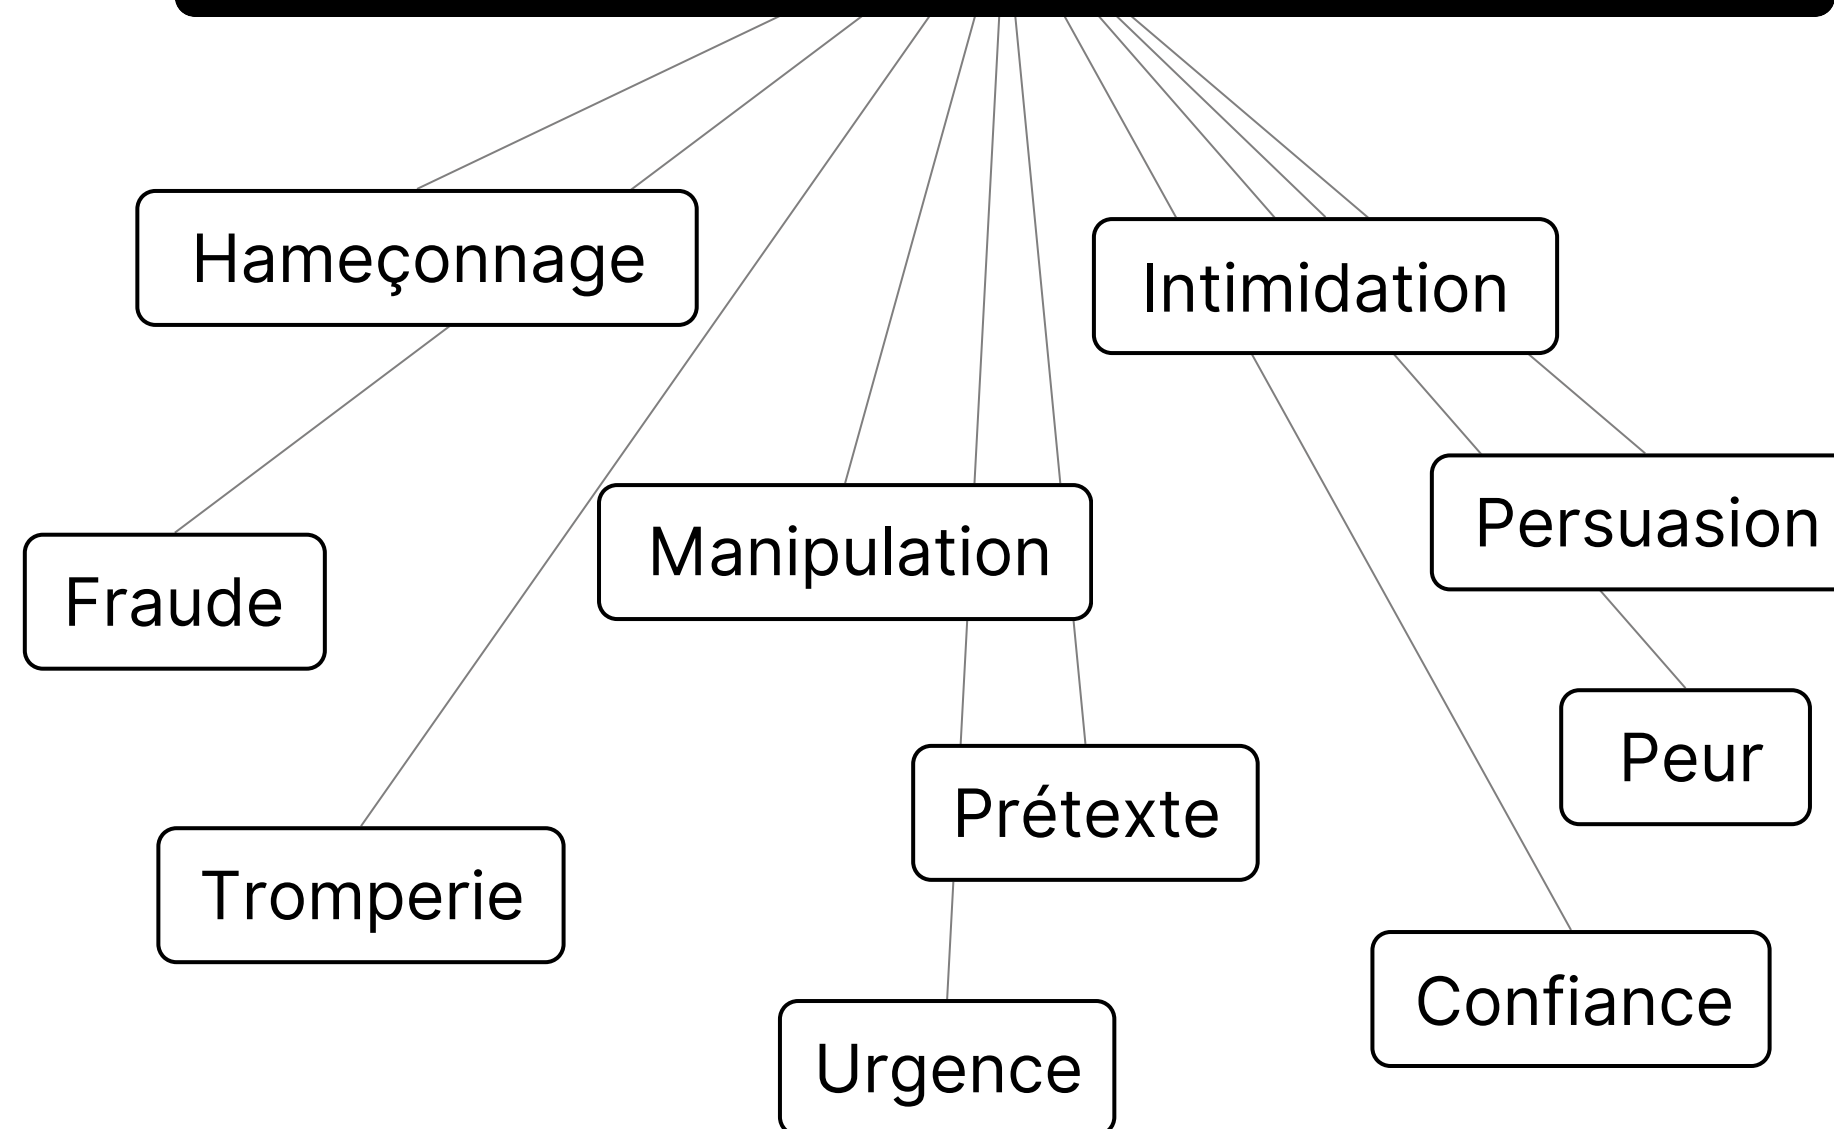 Hameçonnage
Intimidation
Persuasion
Manipulation
Fraude
Peur
Prétexte
Tromperie
Confiance
Urgence